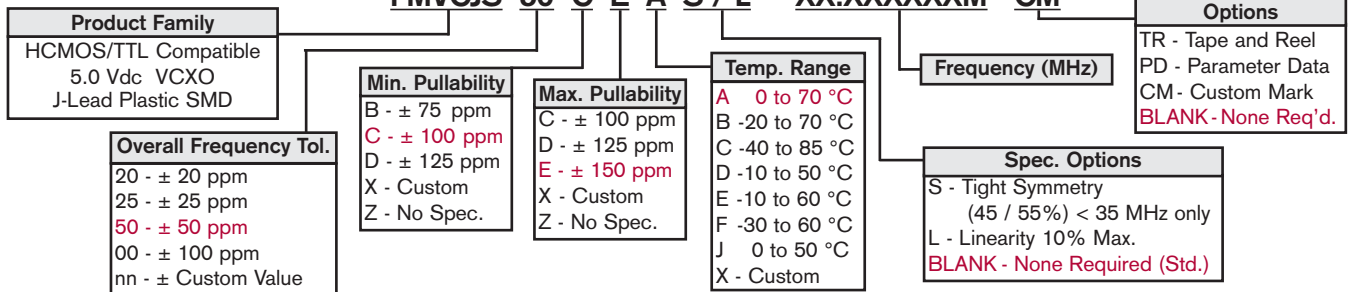 Product Family
HCMOS/TTL Compatible
5.0 Vdc VCXO
J-Lead Plastic SMD
Overall Frequency Tol.
20 - ± 20 ppm
25 - ± 25 ppm
50 - ± 50 ppm
00 - ± 100 ppm
nn - ± Custom Value
Min. Pullability
B - ± 75 ppm
C - ± 100 ppm
D - ± 125 ppm
X - Custom
Z - No Spec.
Max. Pullability
C - ± 100 ppm
D - ± 125 ppm
E - ± 150 ppm
X - Custom
Z - No Spec.
Temp. Range
A 0 to 70 °C
B -20 to 70 °C
C -40 to 85 °C
D -10 to 50 °C
E -10 to 60 °C
F -30 to 60 °C
J 0 to 50 °C
X - Custom
Frequency (MHz)
Spec. Options
S - Tight Symmetry
(45 / 55%) < 35 MHz only
L - Linearity 10% Max.
BLANK - None Required (Std.)
Options
TR - Tape and Reel
PD - Parameter Data
CM - Custom Mark
BLANK - None Req'd.